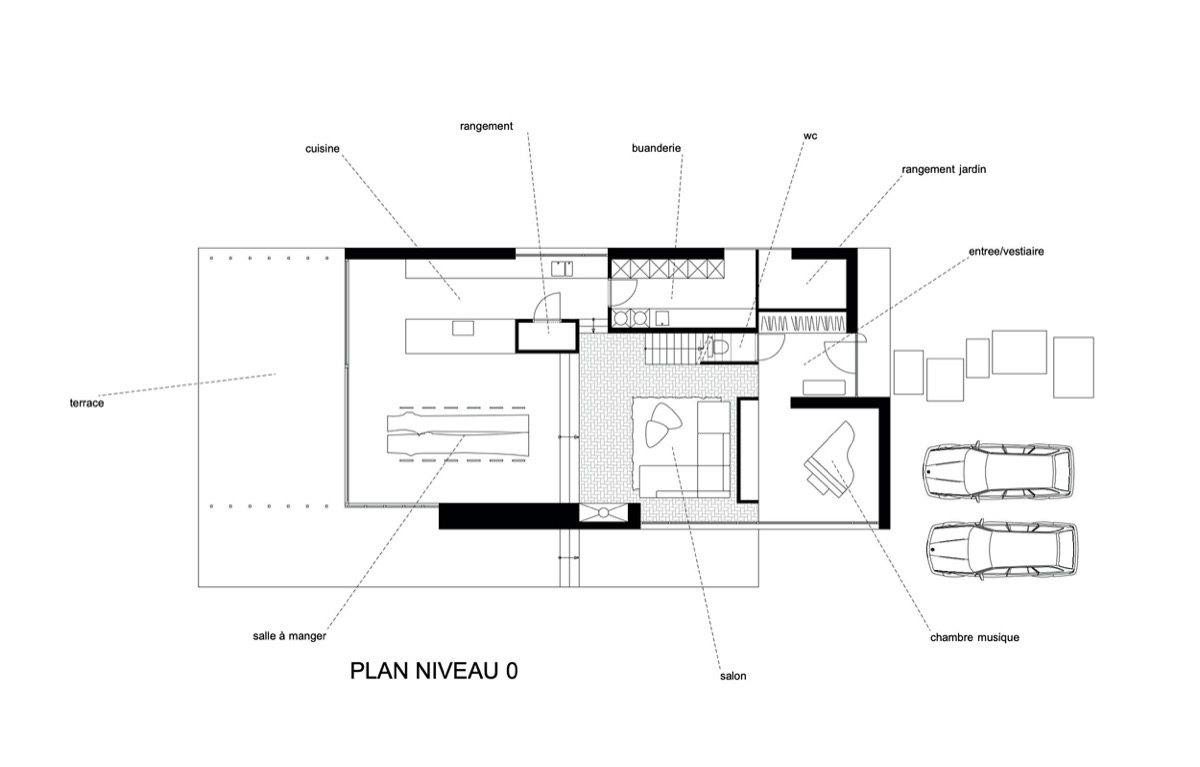 rangement
wc
cuisine
buanderie
rangement jardin
entree/vestiaire
terrace
salle à manger
chambre musique
PLAN NIVEAU 0
salon